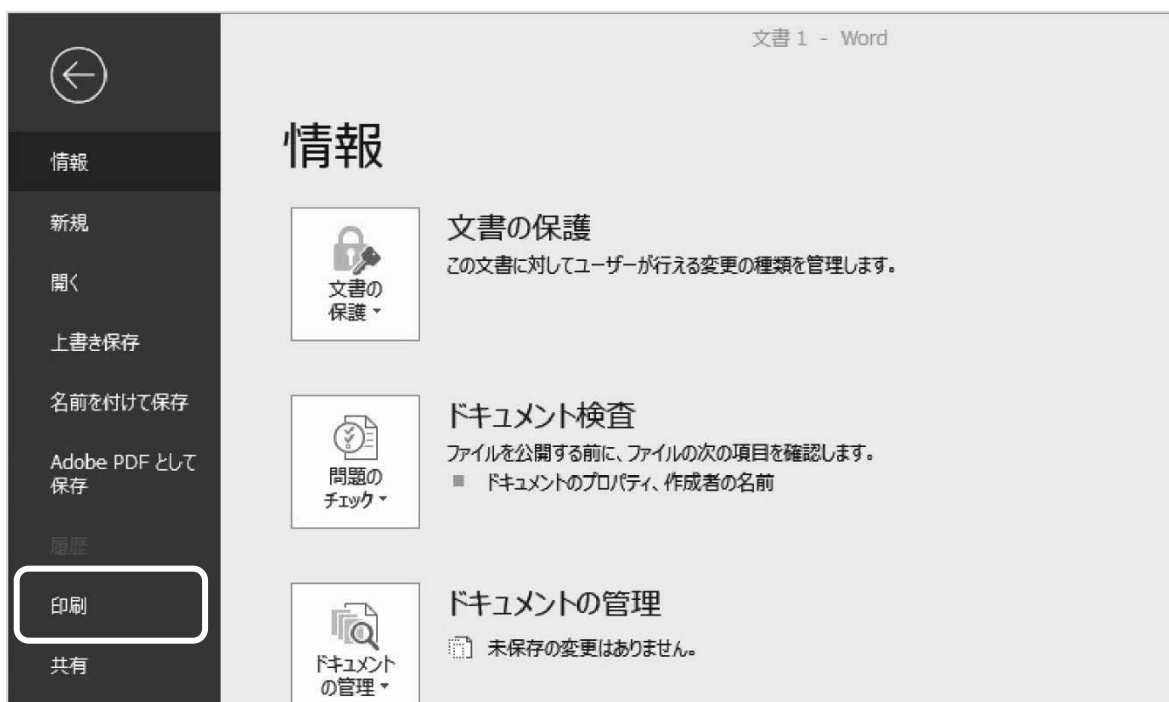 文書 1 - Word
情報
新規
開く
上書き保存
名前を付けて保存
Adobe PDF として
保存
履歴
印刷
共有
情報
文書の
保護
文書の保護
この文書に対してユーザーが行える変更の種類を管理します。
問題の
チェック
ドキュメント検査
ファイルを公開する前に、ファイルの次の項目を確認します。
ドキュメントのプロパティ、作成者の名前
ドキュメント
の管理
ドキュメントの管理
未保存の変更はありません。